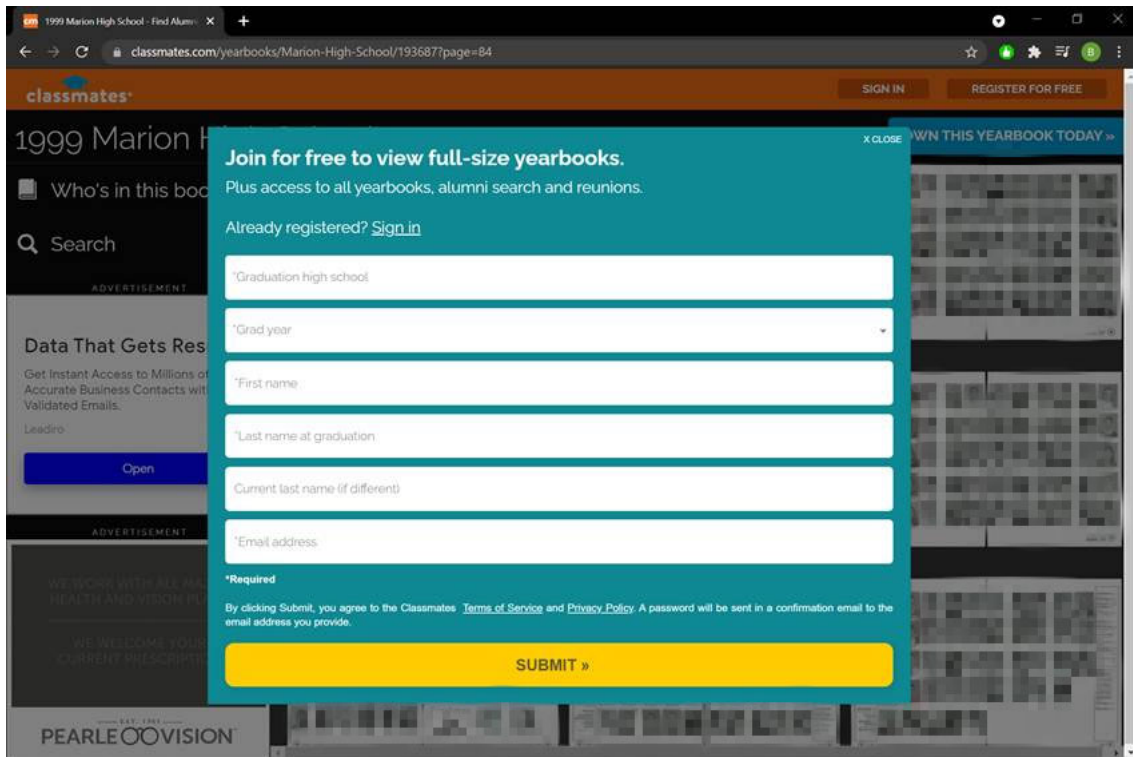 1999 Marion High School - Find Alumni
classmates.com/yearbooks/Marion-High-School/193687?page=84
B
classmates
SIGN IN
REGISTER FOR FREE
1999 Marion H
OWN THIS YEARBOOK TODAY »
Who's in this boo
Search
ADVERTISEMENT
Data That Gets Res
Get Instant Access to Millions of
Accurate Business Contacts wit
Validated Emails.
Leadiro
Open
ADVERTISEMENT
WE WORK WITH ALL MA
HEALTH AND VISION PL
WE WELCOME YOUR
CURRENT PRESCRIPTIO
EST. 1961
PEARLE VISION
X CLOSE
Join for free to view full-size yearbooks.
Plus access to all yearbooks, alumni search and reunions.
Already registered? Sign in
*Graduation high school
*Grad year
*First name
*Last name at graduation
Current last name (if different)
*Email address
*Required
By clicking Submit, you agree to the Classmates Terms of Service and Privacy Policy. A password will be sent in a confirmation email to the
email address you provide.
SUBMIT »